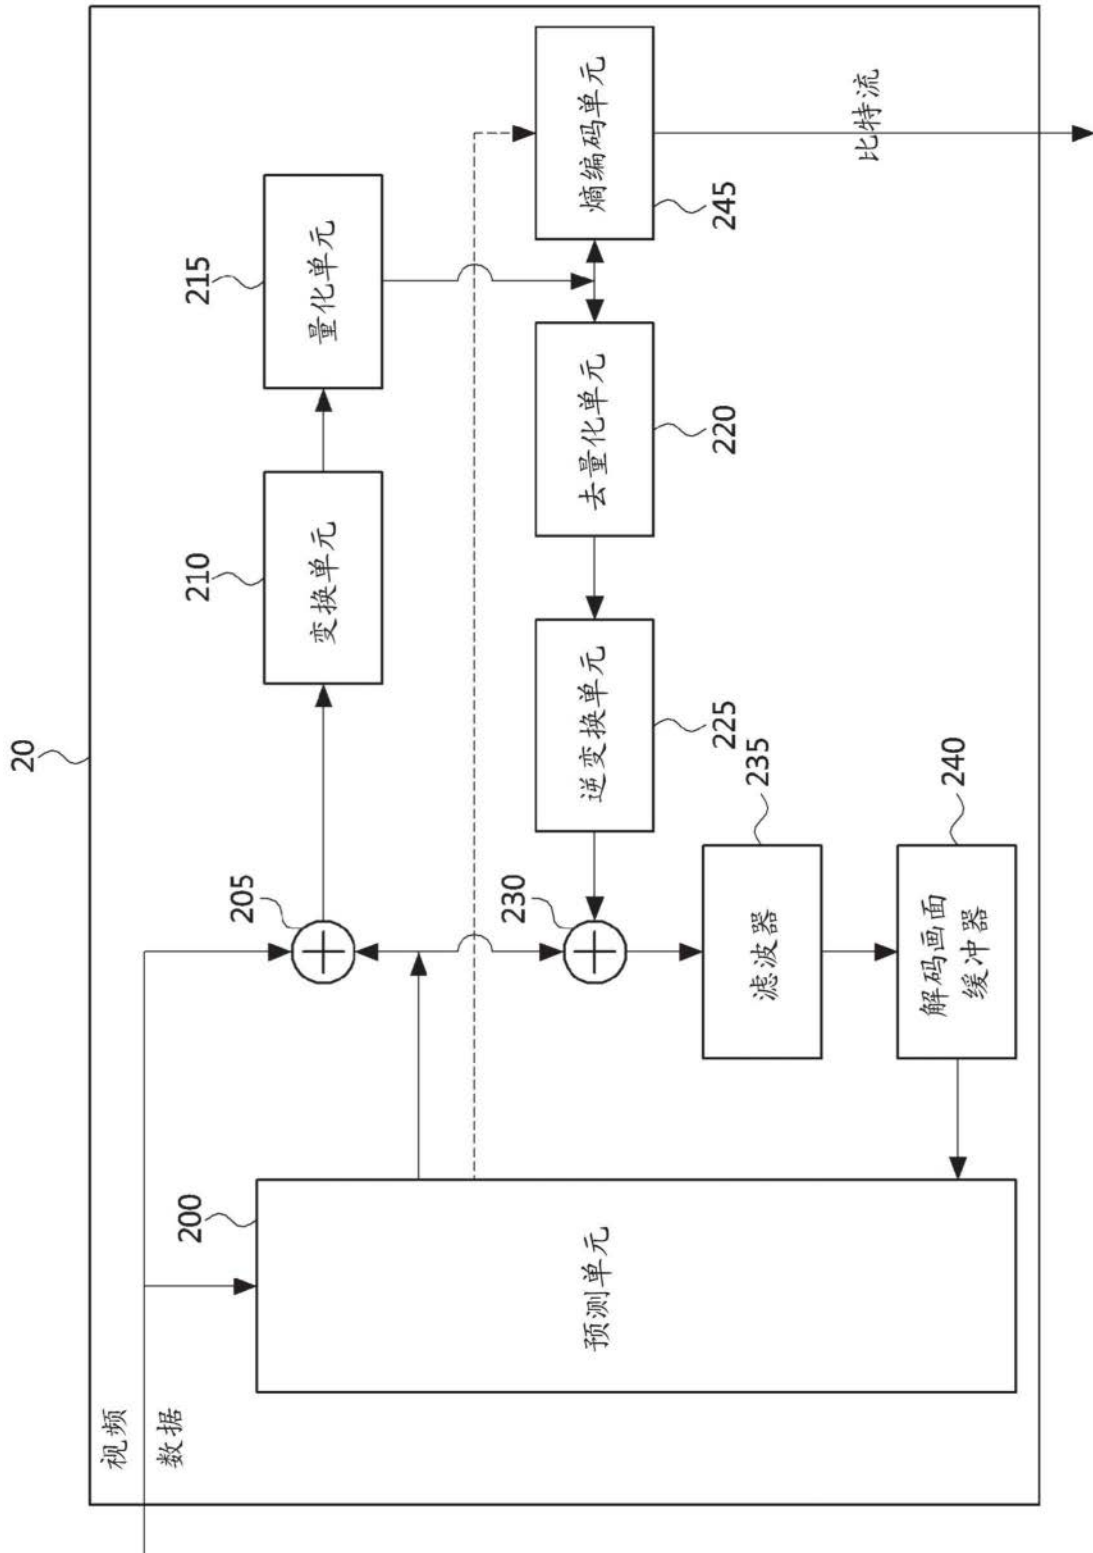 20
视频
数据
200
预测单元
205
210
变换单元
215
量化单元
230
逆变换单元
225
去量化单元
220
熵编码单元
245
滤波器
235
解码画面
缓冲器
240
比特流